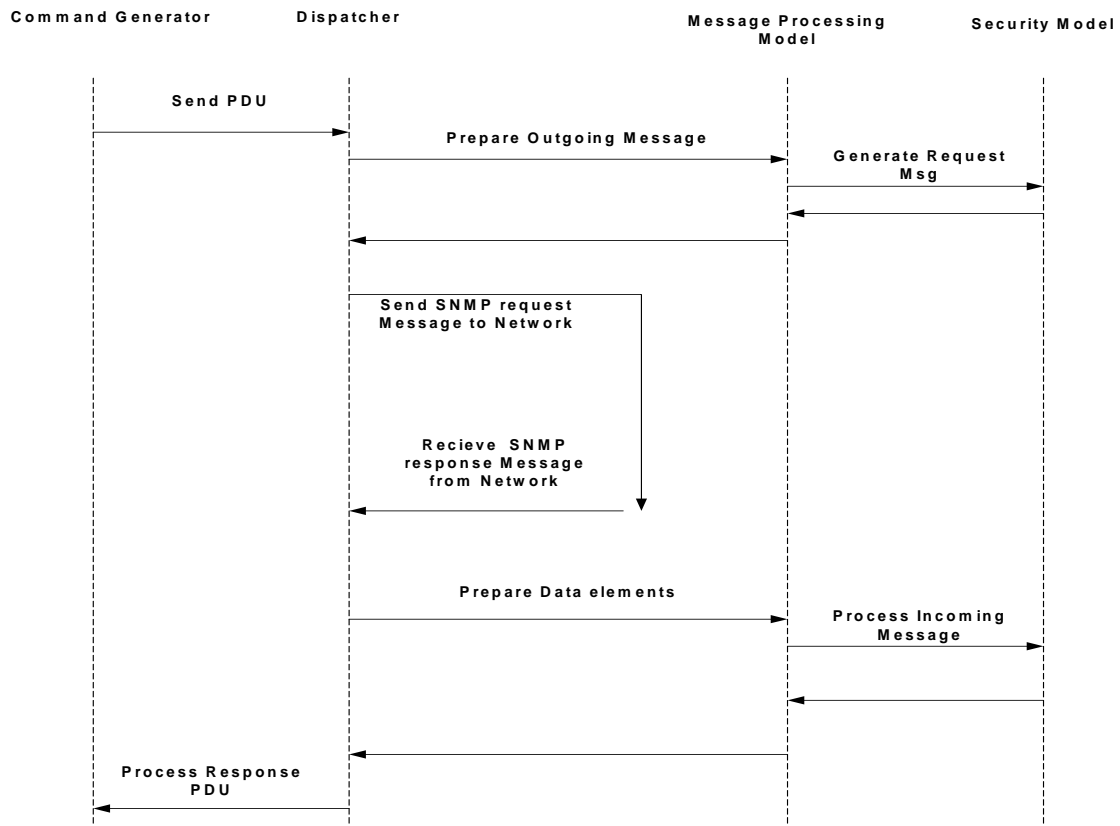 Command Generator
Dispatcher
Message Processing
Model
Security Model
Send PDU
Prepare Outgoing Message
Generate Request
Msg
Send SNMP request
Message to Network
Recieve SNMP
response Message
from Network
Prepare Data elements
Process Incoming
Message
Process Response
PDU